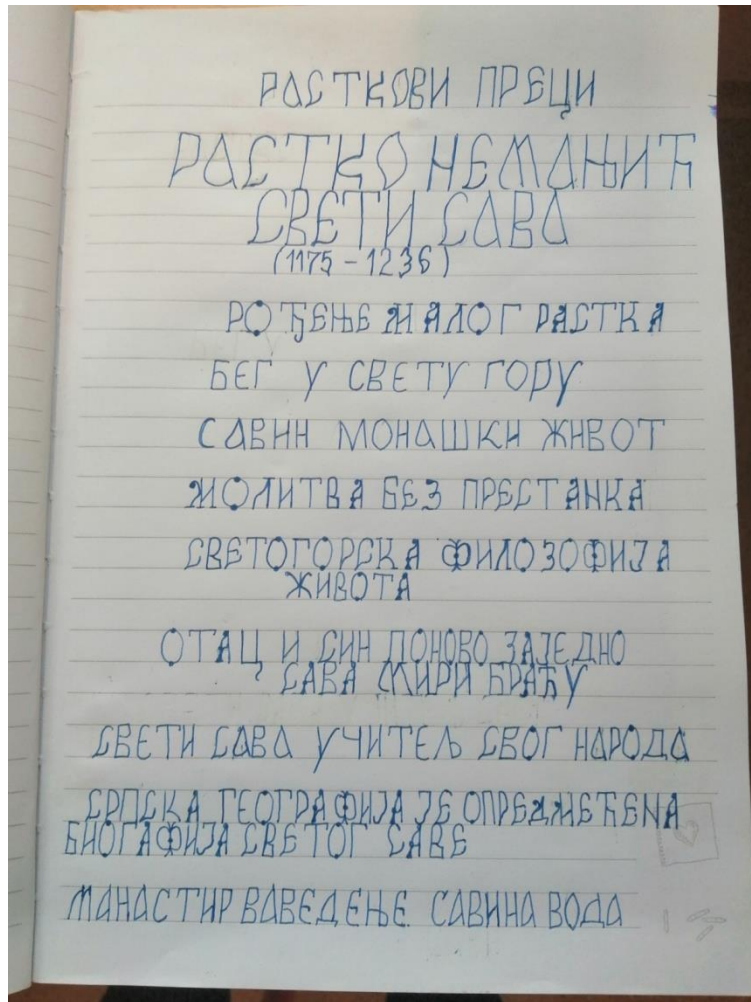 РАСТКОВИ ПРЕЦИ
РАСТКО НЕМАЊИЋ
СВЕТИ САВА
(1175 – 1236)
РОЂЕЊЕ МАЛОГ РАСТКА
БЕГ У СВЕТУ ГОРУ
САВИН МОНАШКИ ЖИВОТ
МОЛИТВА БЕЗ ПРЕСТАНКА
СВЕТОГОРСКА ФИЛОЗОФИЈА
ЖИВОТА
ОТАЦ И СИН ПОНОВО ЗАЈЕДНО
САВА МИРИ БРАЋУ
СВЕТИ САВА УЧИТЕЉ СВОГ НАРОДА
СРПСКА ГЕОГРАФИЈА ЈЕ ОПРЕДМЕЋЕNА
БИОГАФИЈА СВЕТОГ САВЕ
МАНАСТИР ВАВЕДЕЊЕ САВИНА ВОДА